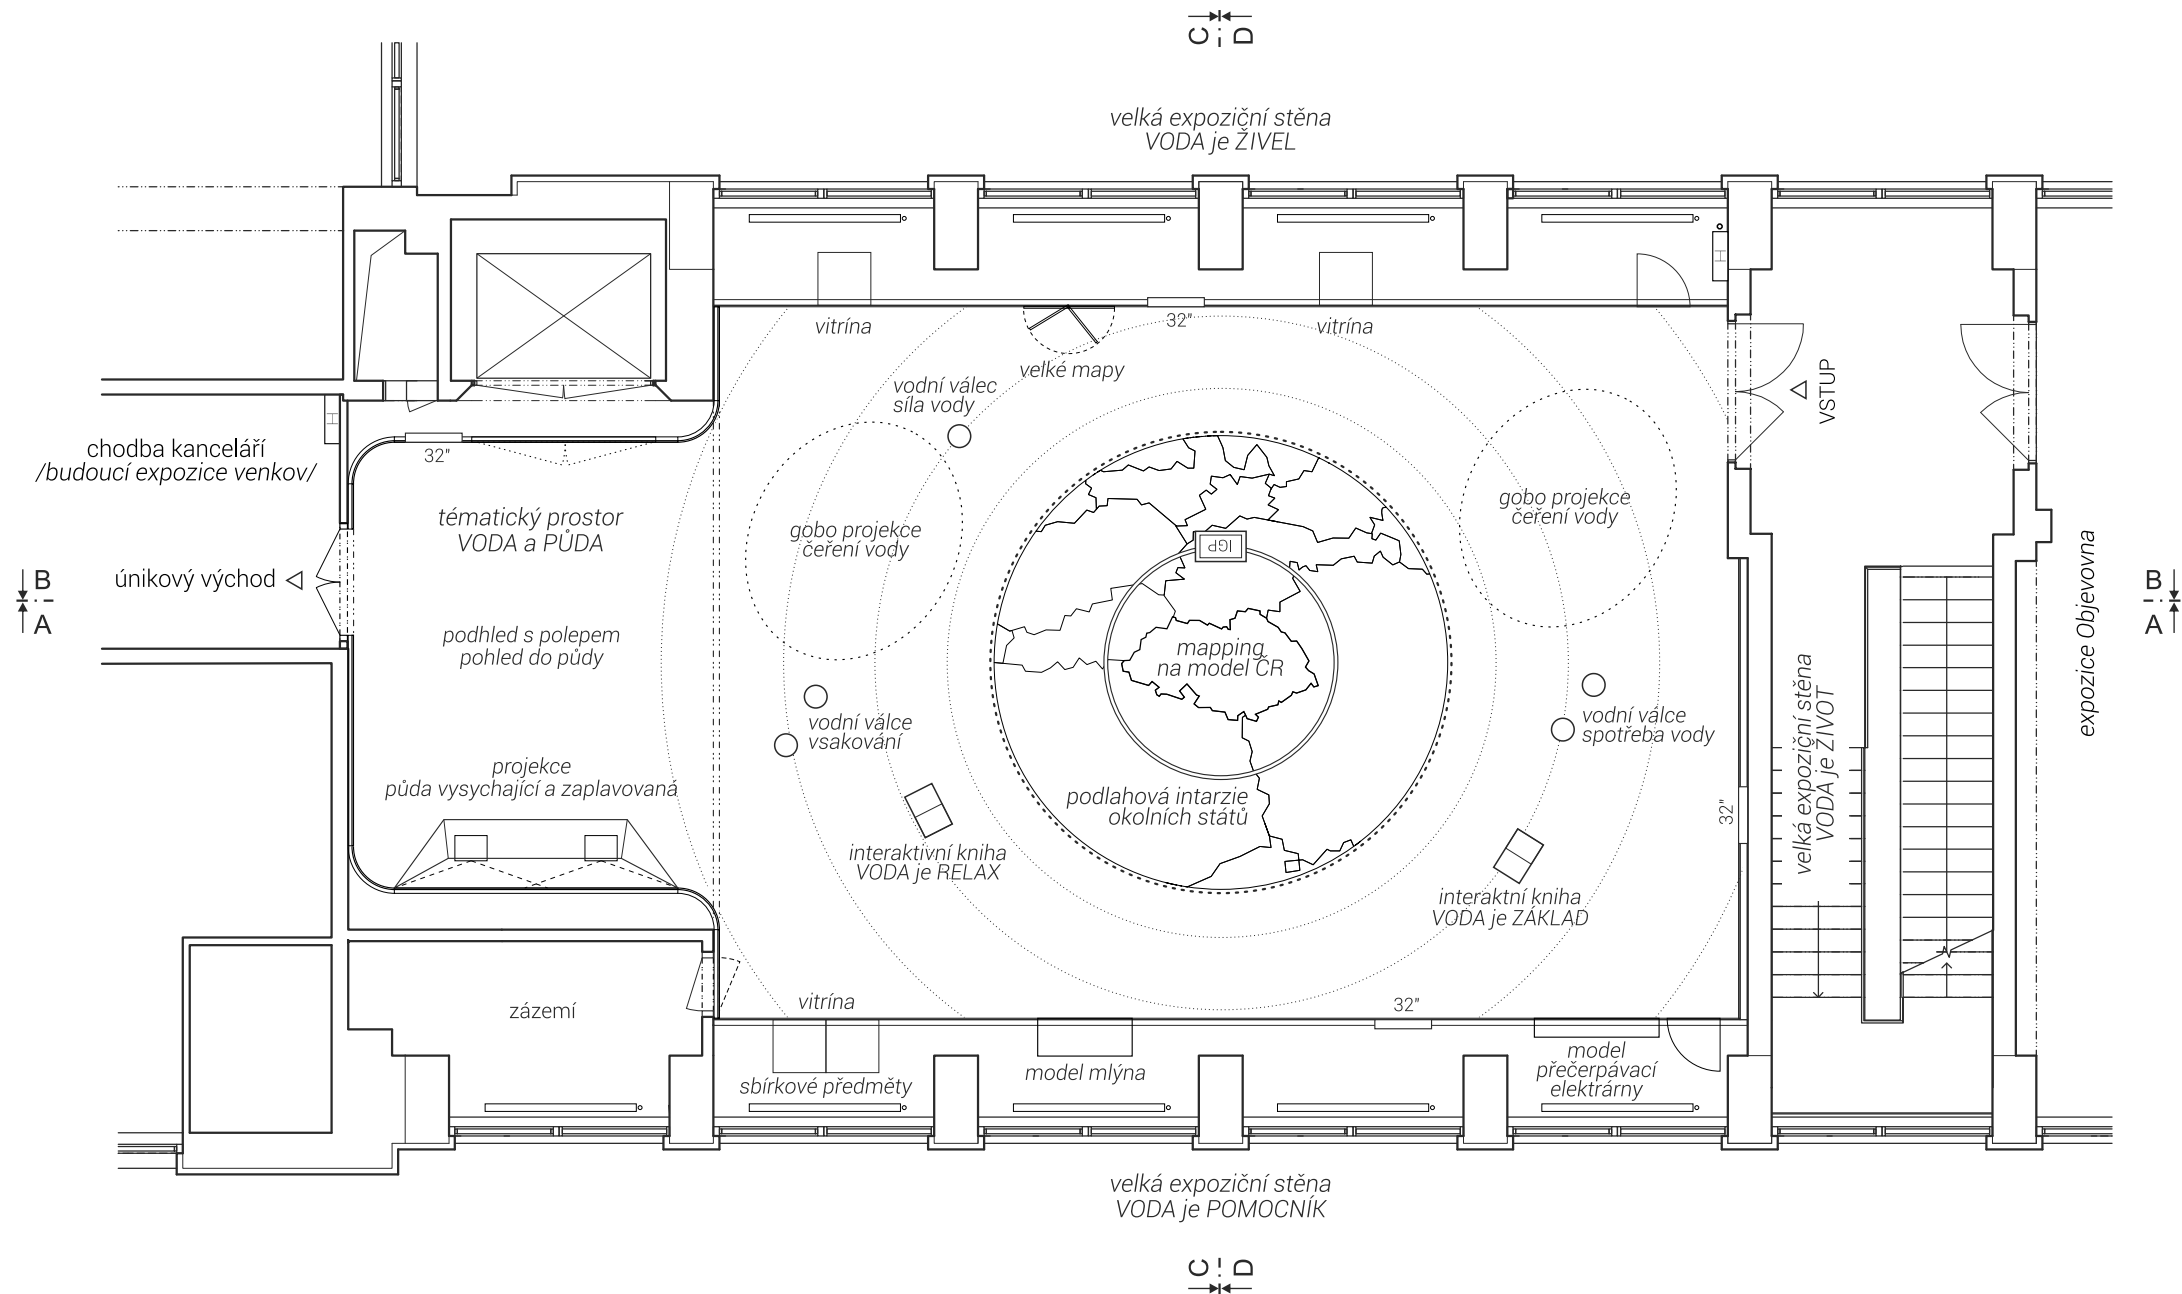 C D
velká expoziční stěna
VODA je ŽIVEL
H
vitrína
32"
vitrína
velké mapy
vodní válec
síla vody
VSTUP
H
chodba kanceláří
/budoucí expozice venkov/
32"
tématický prostor
VODA a PŮDA
gobo projekce
čeření vody
gobo projekce
čeření vody
IGP
únikový východ
B
A
B
A
expozice Objevovna
podhled s polepem
pohled do půdy
mapping
na model ČR
velká expoziční stěna
VODA je ŽIVOT
vodní válce
vsakování
vodní válce
spotřeba vody
projekce
půda vysychající a zaplavovaná
podlahová intarzie
okolních států
32"
interaktivní kniha
VODA je RELAX
interaktní kniha
VODA je ZÁKLAD
zázemí
vitrína
32"
sbírkové předměty
model mlýna
model
přečerpávací
elektrárny
velká expoziční stěna
VODA je POMOCNÍK
C D